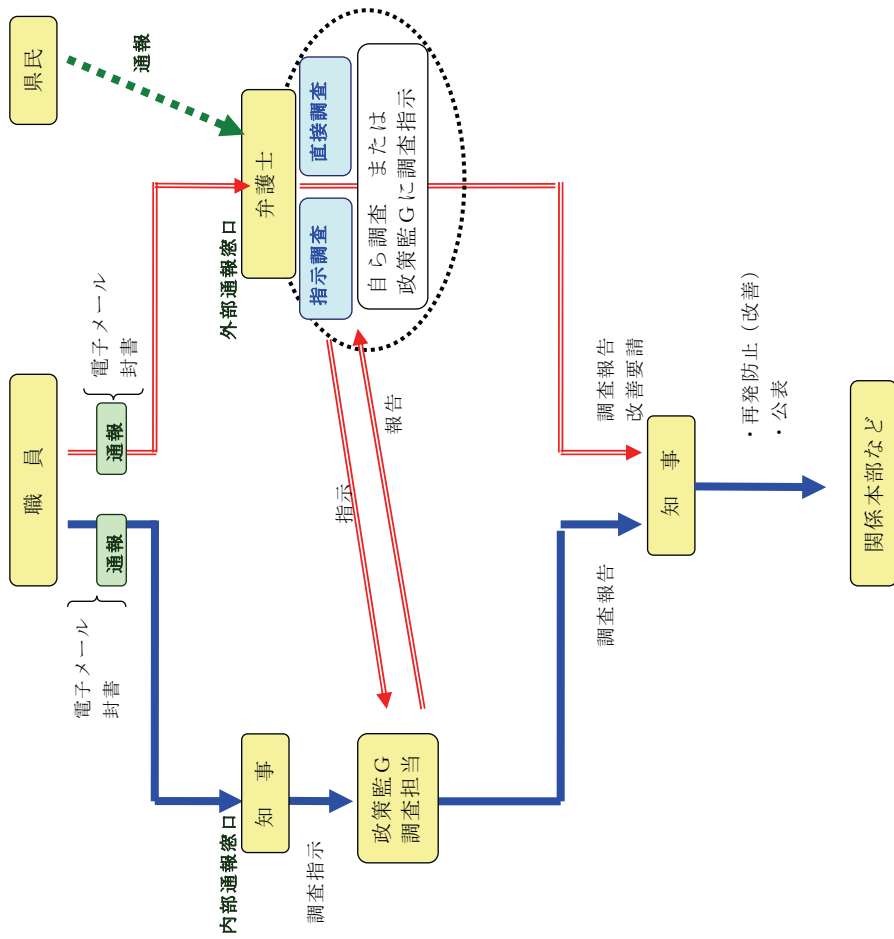 職　員
県民
電子メール
封書
通報
通報
電子メール
封書
通報
内部通報窓口
外部通報窓口
知　事
弁護士
調査指示
指示調査
直接調査
指示
政策監G
調査担当
報告
自ら調査　または
政策監Gに調査指示
調査報告
調査報告
改善要請
知　事
・再発防止（改善）
・公表
関係本部など